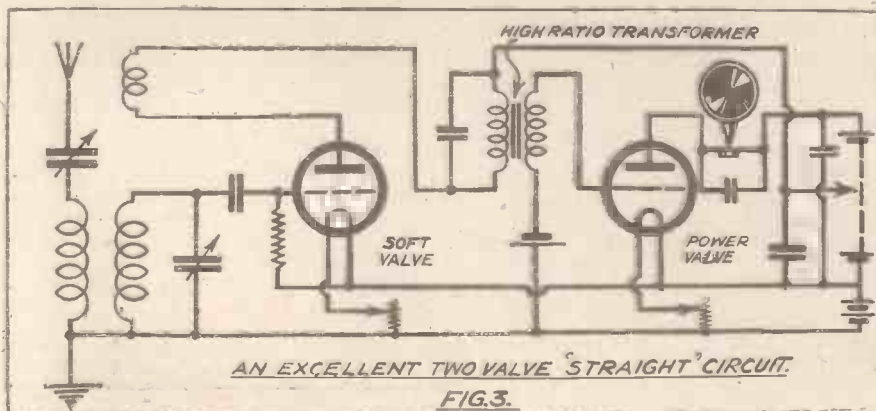 HIGH RATIO TRANSFORMER
SOFT
VALVE
POWER
VALVE
AN EXCELLENT TWO VALVE 'STRAIGHT' CIRCUIT.
FIG.3.